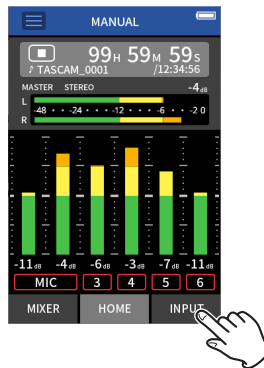 MANUAL
99H 59M 59S
♪ TASCAM_0001 /12:34:56
MASTER STEREO -4dB
L
-48 • • -24 • • • -12 • • • -6 • • -2 0
R
-11dB -4dB -6dB -3dB -7dB -11dB
MIC 3 4 5 6
MIXER HOME INPUT